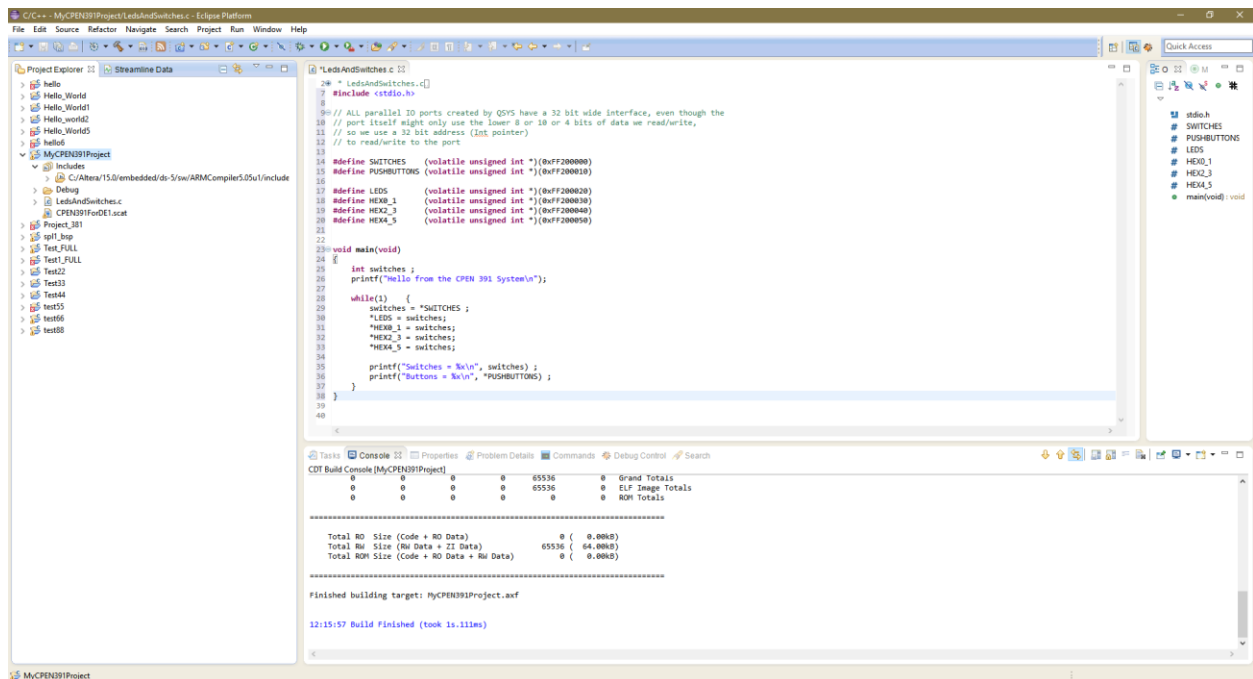 C/C++ - MyCPEN391Project/LedsAndSwitches.c - Eclipse Platform
File Edit Source Refactor Navigate Search Project Run Window Help
Quick Access
Project Explorer
Streamline Data
hello
Hello_World
Hello_World1
Hello_world2
Hello_World5
hello6
MyCPEN391Project
Includes
C:/Altera/15.0/embedded/ds-5/sw/ARMCompiler5.05u1/include
Debug
LedsAndSwitches.c
CPEN391ForDE1.scat
Project_381
spl1_bsp
Test_FULL
Test1_FULL
Test22
Test33
Test44
test55
test66
test88
*LedsAndSwitches.c
2 * LedsAndSwitches.c
7 #include <stdio.h>
8
9 // ALL parallel IO ports created by QSYS have a 32 bit wide interface, even though the
10 // port itself might only use the lower 8 or 10 or 4 bits of data we read/write,
11 // so we use a 32 bit address (Int pointer)
12 // to read/write to the port
13
14 #define SWITCHES (volatile unsigned int *)(0xFF200000)
15 #define PUSHBUTTONS (volatile unsigned int *)(0xFF200010)
16
17 #define LEDS (volatile unsigned int *)(0xFF200020)
18 #define HEX0_1 (volatile unsigned int *)(0xFF200030)
19 #define HEX2_3 (volatile unsigned int *)(0xFF200040)
20 #define HEX4_5 (volatile unsigned int *)(0xFF200050)
21
22
23 void main(void)
24 {
25 int switches ;
26 printf("Hello from the CPEN 391 System\n");
27
28 while(1) {
29 switches = *SWITCHES ;
30 *LEDS = switches;
31 *HEX0_1 = switches;
32 *HEX2_3 = switches;
33 *HEX4_5 = switches;
34
35 printf("Switches = %x\n", switches) ;
36 printf("Buttons = %x\n", *PUSHBUTTONS) ;
37 }
38 }
39
40
O
M
stdio.h
# SWITCHES
# PUSHBUTTONS
# LEDS
# HEX0_1
# HEX2_3
# HEX4_5
main(void) : void
Tasks Console Properties Problem Details Commands Debug Control Search
CDT Build Console [MyCPEN391Project]
0 0 0 0 65536 0 Grand Totals
0 0 0 0 65536 0 ELF Image Totals
0 0 0 0 0 0 ROM Totals
==============================================================================
Total RO Size (Code + RO Data) 0 ( 0.00kB)
Total RW Size (RW Data + ZI Data) 65536 ( 64.00kB)
Total ROM Size (Code + RO Data + RW Data) 0 ( 0.00kB)
==============================================================================
Finished building target: MyCPEN391Project.axf
12:15:57 Build Finished (took 1s.111ms)
MyCPEN391Project